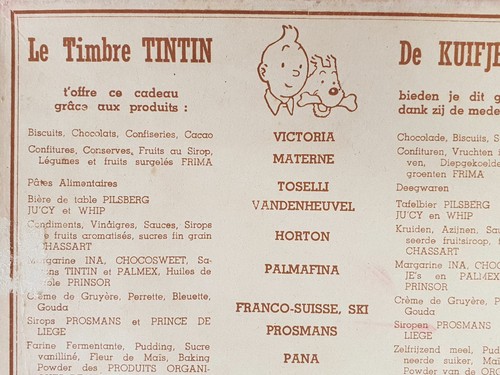 Le Timbre TINTIN
t'offre ce cadeau
grâce aux produits :
Biscuits, Chocolats, Confiseries, Cacao
Confitures, Conserves, Fruits au Sirop,
Légumes et fruits surgelés FRIMA
Pâtes Alimentaires
Bière de table PILSBERG
JU'CY et WHIP
Condiments, Vinaigres, Sauces, Sirops
de fruits aromatisés, sucres fin grain
CHASSART
Margarine INA, CHOCOSWEET, Sa-
TINTIN et PALMEX, Huiles de
PRINSOR
Crème de Gruyère, Perrette, Bleuette,
Gouda
Sirops PROSMANS et PRINCE DE
LIEGE
Farine Fermentante, Pudding, Sucre
vanilliné, Fleur de Maïs, Baking
Powder des PRODUITS ORGANI-
VICTORIA
MATERNE
TOSELLI
VANDENHEUVEL
HORTON
PALMAFINA
FRANCO-SUISSE, SKI
PROSMANS
PANA
De KUIFJE
bieden je dit g
dank zij de mede
Chocolade, Biscuits, S
Confituren, Vruchten i
ven, Diepgekoelde
groenten FRIMA
Deegwaren
Tafelbier PILSBERG
JU'CY en WHIP
Kruiden, Azijnen, Sau
seerde fruitsiroop, f
CHASSART
Margarine INA, CHOC
JE's en PALMEX
PRINSOR
Crème de Gruyère, P
Gouda
Siropen PROSMANS
LIEGE
Zelfrijzend meel, Pud
neerde suiker, Maï
Powder van de ORG